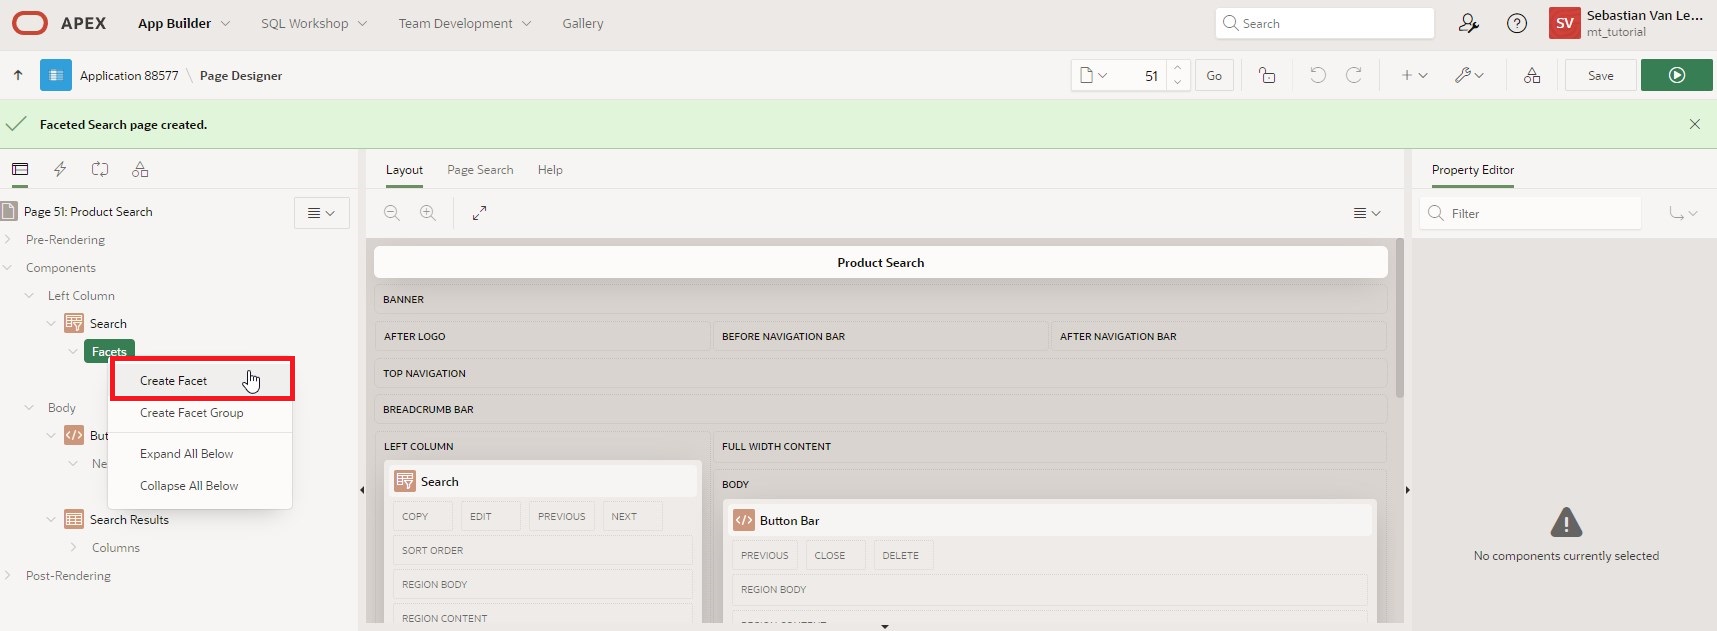 APEX App Builder SQL Workshop Team Development Gallery Search SV Sebastian Van Le...
mt_tutorial
Application 88577 \ Page Designer 51 Go Save
Faceted Search page created.
Layout Page Search Help Property Editor
Page 51: Product Search
Filter
Pre-Rendering
Components
Left Column
Search
Facets
Create Facet
Create Facet Group
Expand All Below
Collapse All Below
Body
But
Ne
Search Results
Columns
Post-Rendering
Product Search
BANNER
AFTER LOGO BEFORE NAVIGATION BAR AFTER NAVIGATION BAR
TOP NAVIGATION
BREADCRUMB BAR
LEFT COLUMN FULL WIDTH CONTENT
Search
COPY EDIT PREVIOUS NEXT
SORT ORDER
REGION BODY
REGION CONTENT
BODY
Button Bar
PREVIOUS CLOSE DELETE
REGION BODY
No components currently selected